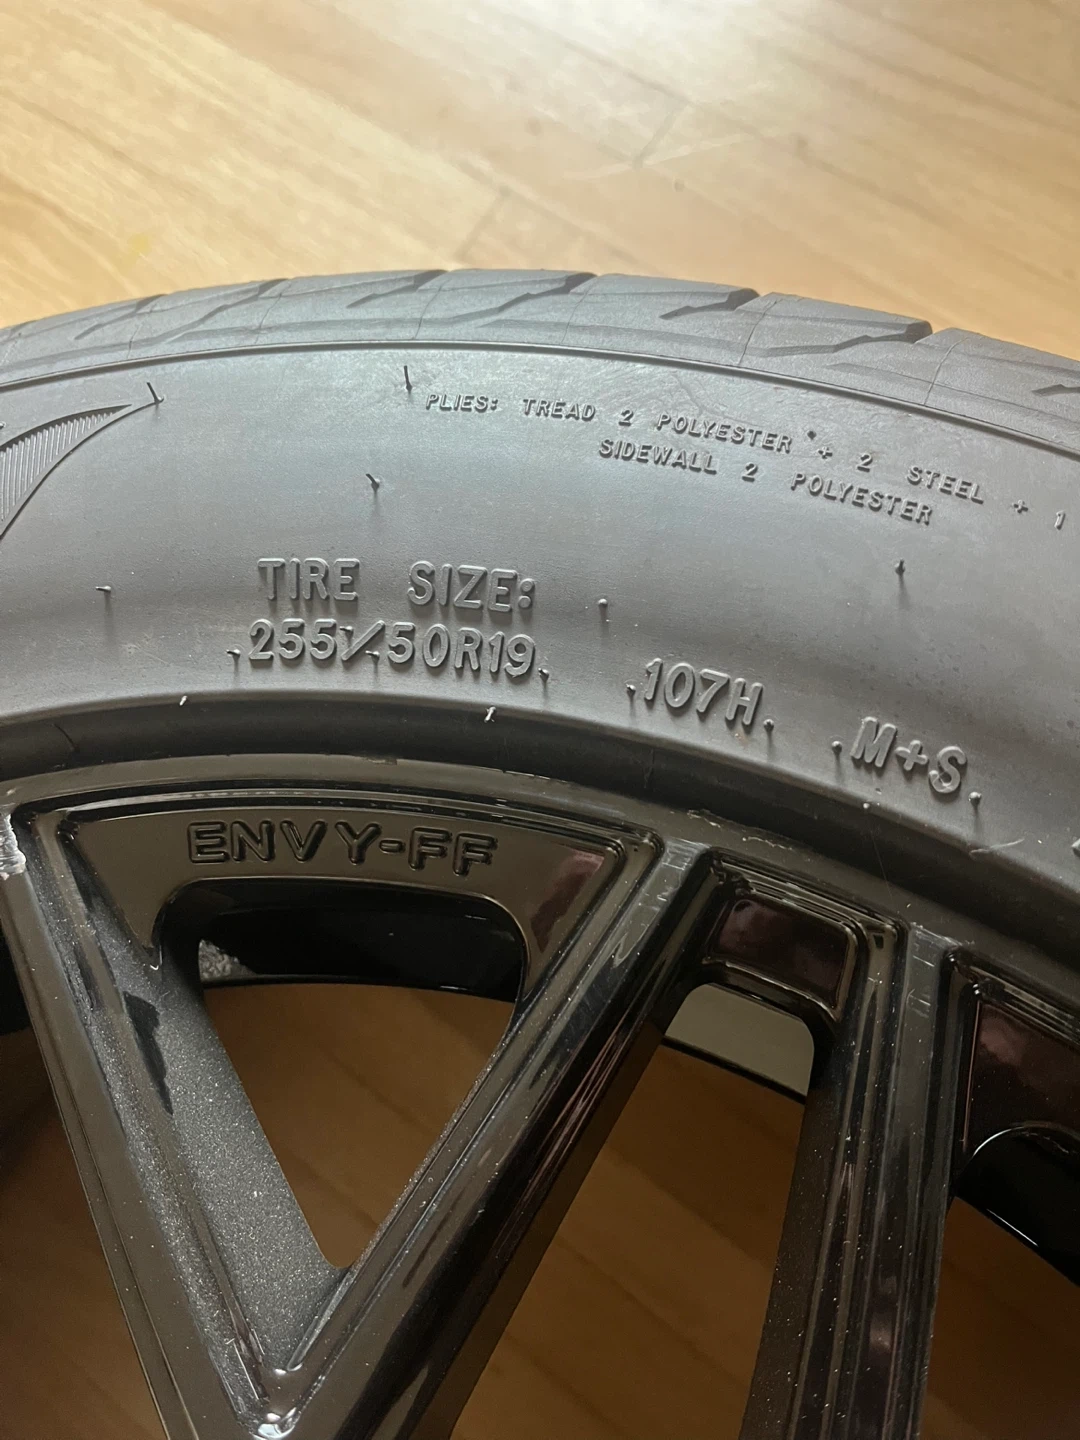 PLIES: TREAD 2 POLYESTER + 2 STEEL + 1
SIDEWALL 2 POLYESTER
TIRE SIZE:
255/50R19 107H M+S
ENVY-FF